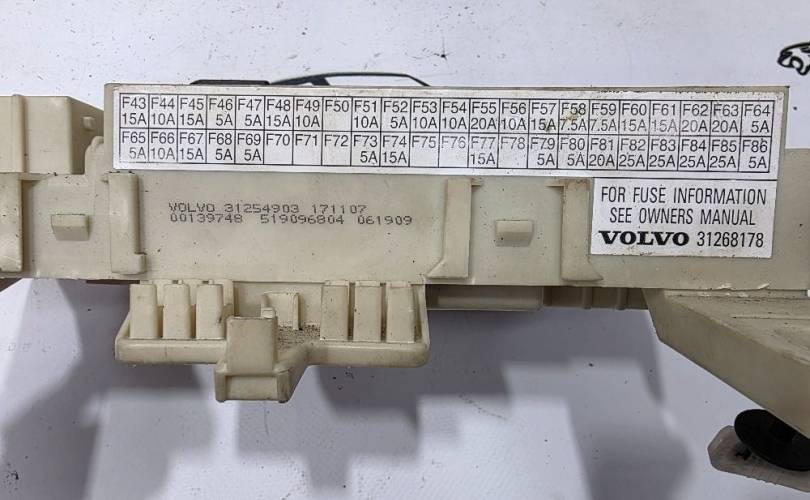 F43 F44 F45 F46 F47 F48 F49 F50 F51 F52 F53 F54 F55 F56 F57 F58 F59 F60 F61 F62 F63 F64
15A 10A 15A 5A 5A 15A 10A 10A 5A 10A 10A 20A 10A 15A 7.5A 7.5A 15A 15A 20A 20A 5A
F65 F66 F67 F68 F69 F70 F71 F72 F73 F74 F75 F76 F77 F78 F79 F80 F81 F82 F83 F84 F85 F86
5A 10A 15A 5A 5A 5A 15A 15A 5A 5A 20A 25A 25A 25A 25A 5A
VOLVO 31254903 171107
00139748 519096804 061909
FOR FUSE INFORMATION
SEE OWNERS MANUAL
VOLVO 31268178